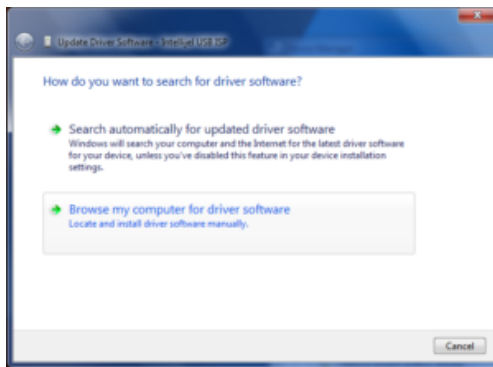 Update Driver Software - Intellijel USB ISP
How do you want to search for driver software?
Search automatically for updated driver software
Windows will search your computer and the Internet for the latest driver software
for your device, unless you've disabled this feature in your device installation
settings.
Browse my computer for driver software
Locate and install driver software manually.
Cancel